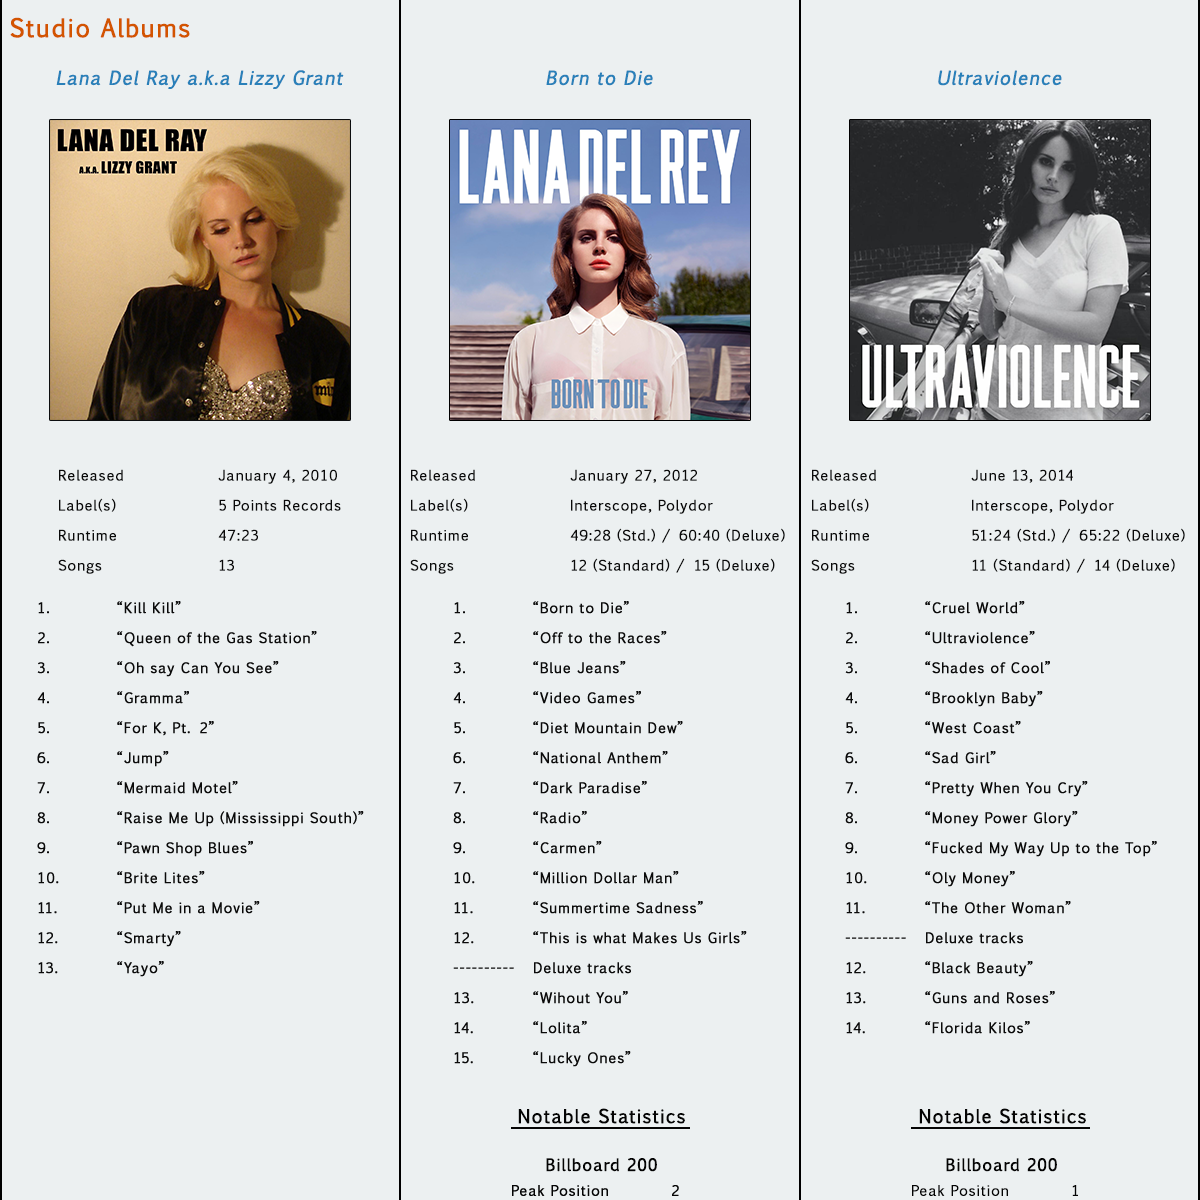 Studio Albums
Lana Del Ray a.k.a Lizzy Grant
LANA DEL RAY
A.K.A. LIZZY GRANT
min
Released January 4, 2010
Label(s) 5 Points Records
Runtime 47:23
Songs 13
1. “Kill Kill”
2. “Queen of the Gas Station”
3. “Oh say Can You See”
4. “Gramma”
5. “For K, Pt. 2”
6. “Jump”
7. “Mermaid Motel”
8. “Raise Me Up (Mississippi South)”
9. “Pawn Shop Blues”
10. “Brite Lites”
11. “Put Me in a Movie”
12. “Smarty”
13. “Yayo”
Born to Die
LANA DEL REY
BORN TO DIE
Released January 27, 2012
Label(s) Interscope, Polydor
Runtime 49:28 (Std.) / 60:40 (Deluxe)
Songs 12 (Standard) / 15 (Deluxe)
1. “Born to Die”
2. “Off to the Races”
3. “Blue Jeans”
4. “Video Games”
5. “Diet Mountain Dew”
6. “National Anthem”
7. “Dark Paradise”
8. “Radio”
9. “Carmen”
10. “Million Dollar Man”
11. “Summertime Sadness”
12. “This is what Makes Us Girls”
---------- Deluxe tracks
13. “Wihout You”
14. “Lolita”
15. “Lucky Ones”
Notable Statistics
Billboard 200
Peak Position 2
Ultraviolence
ULTRAVIOLENCE
Released June 13, 2014
Label(s) Interscope, Polydor
Runtime 51:24 (Std.) / 65:22 (Deluxe)
Songs 11 (Standard) / 14 (Deluxe)
1. “Cruel World”
2. “Ultraviolence”
3. “Shades of Cool”
4. “Brooklyn Baby”
5. “West Coast”
6. “Sad Girl”
7. “Pretty When You Cry”
8. “Money Power Glory”
9. “Fucked My Way Up to the Top”
10. “Oly Money”
11. “The Other Woman”
---------- Deluxe tracks
12. “Black Beauty”
13. “Guns and Roses”
14. “Florida Kilos”
Notable Statistics
Billboard 200
Peak Position 1